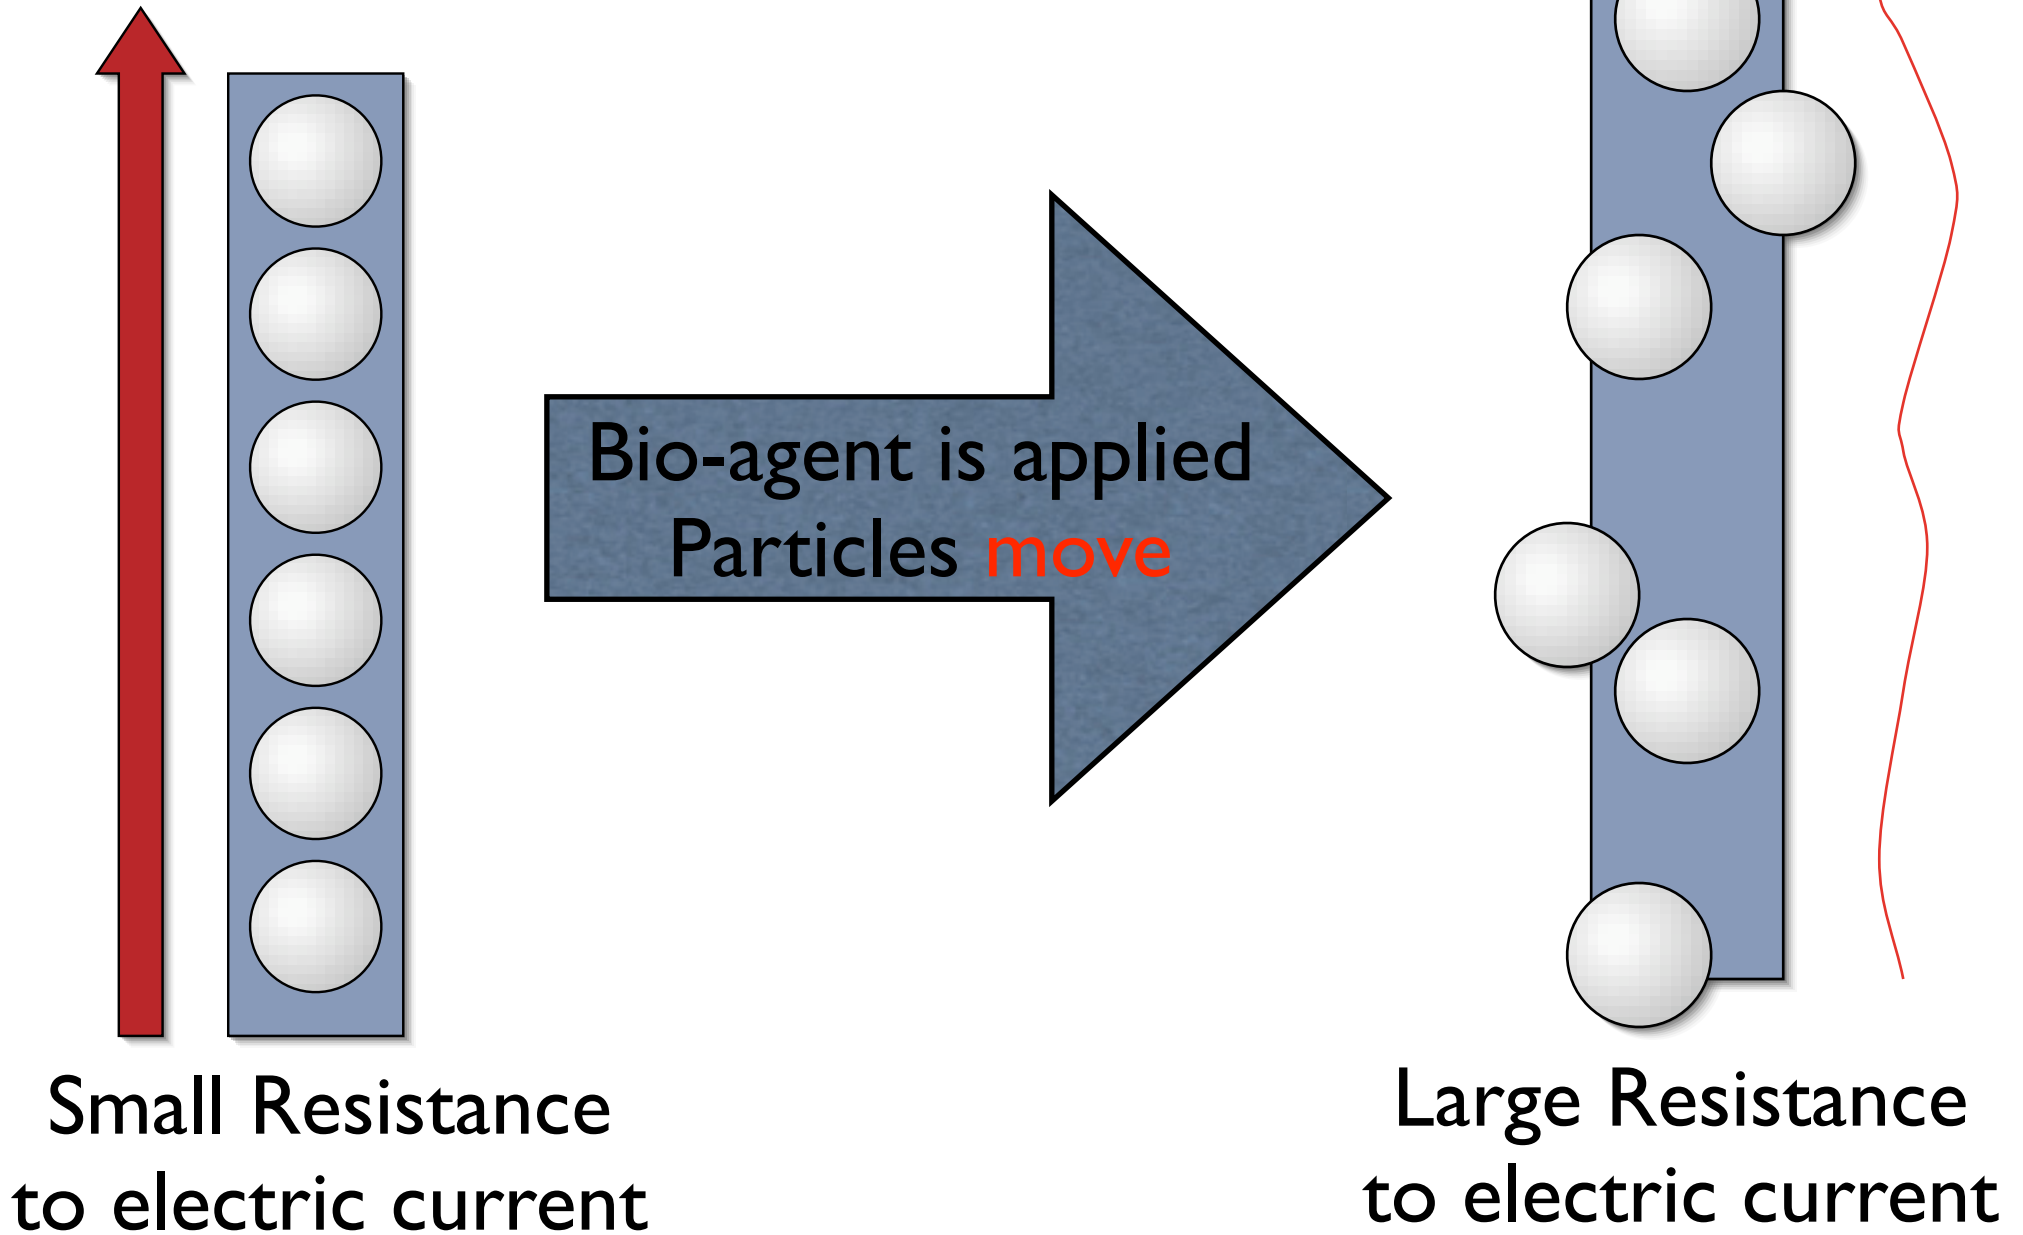 Bio-agent is applied
Particles move
Small Resistance
to electric current
Large Resistance
to electric current